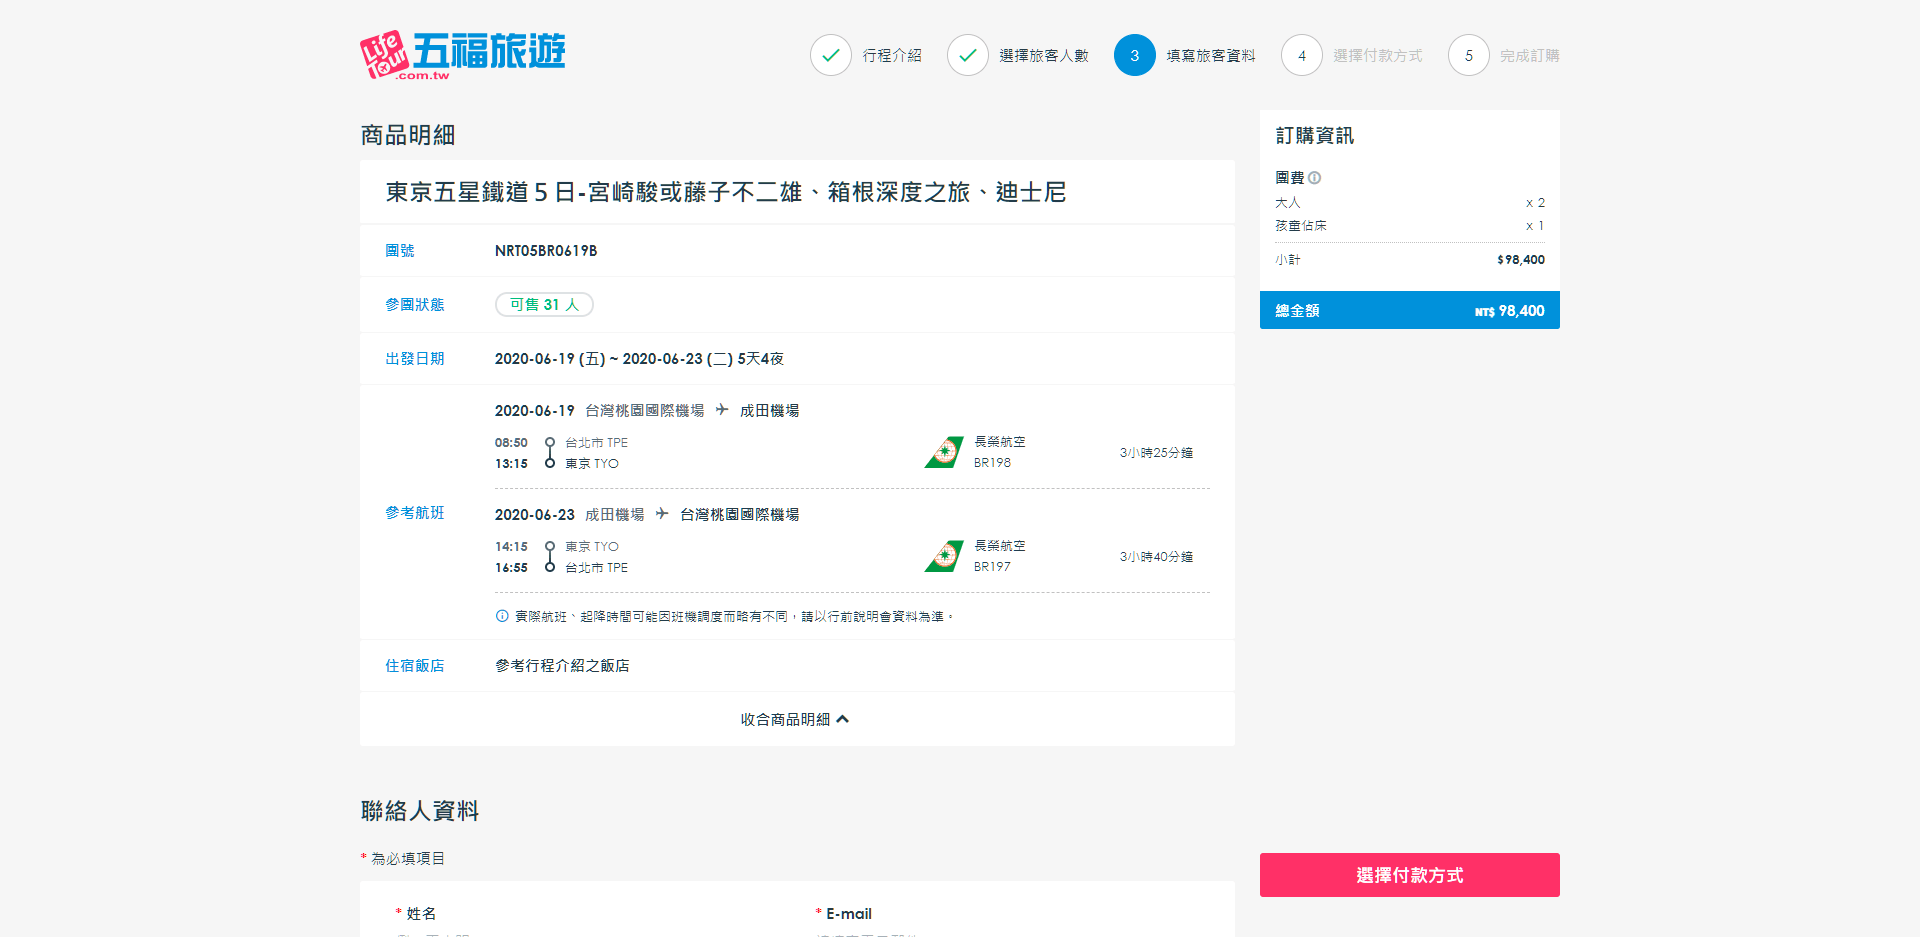 Life Tour 五福旅遊 .com.tw
行程介紹
選擇旅客人數
3 填寫旅客資料
4 選擇付款方式
5 完成訂購
商品明細
東京五星鐵道５日-宮崎駿或藤子不二雄、箱根深度之旅、迪士尼
團號 NRT05BR0619B
參團狀態 可售 31 人
出發日期 2020-06-19 (五) ~ 2020-06-23 (二) 5天4夜
參考航班
2020-06-19 台灣桃園國際機場 成田機場
08:50 台北市 TPE
13:15 東京 TYO
長榮航空
BR198
3小時25分鐘
2020-06-23 成田機場 台灣桃園國際機場
14:15 東京 TYO
16:55 台北市 TPE
長榮航空
BR197
3小時40分鐘
實際航班、起降時間可能因班機調度而略有不同，請以行前說明會資料為準。
住宿飯店 參考行程介紹之飯店
收合商品明細
訂購資訊
團費
大人 x 2
孩童佔床 x 1
小計 $98,400
總金額 NT$ 98,400
聯絡人資料
* 為必填項目
* 姓名
* E-mail
選擇付款方式